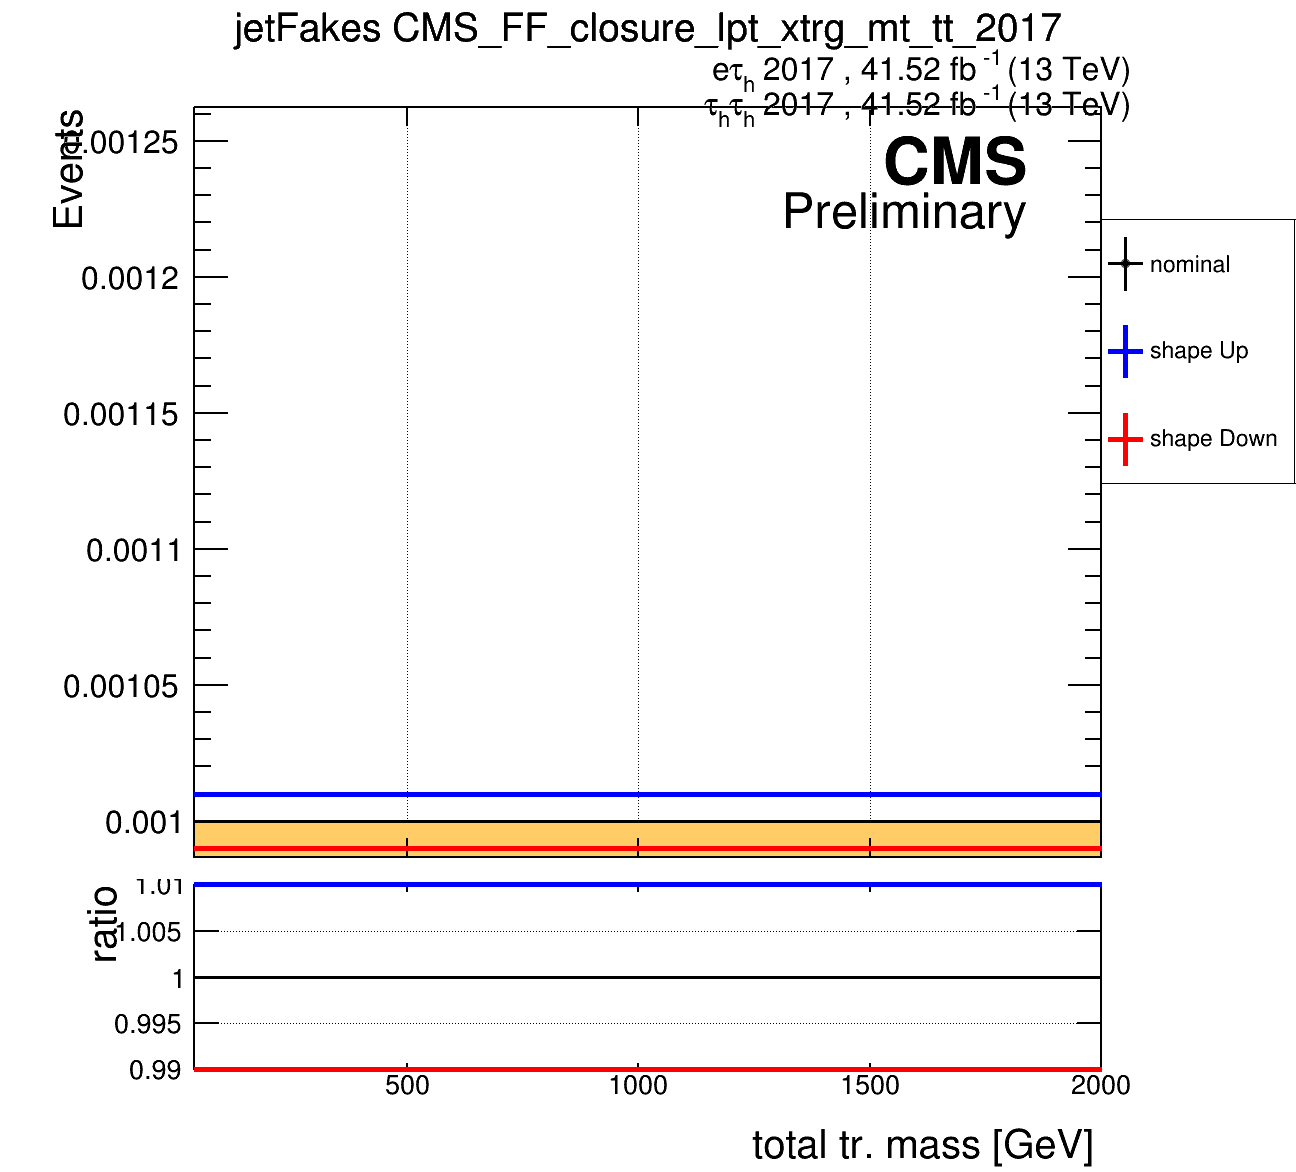 jetFakes CMS_FF_closure_lpt_xtrg_mt_tt_2017
eτh 2017 , 41.52 fb -1 (13 TeV)
τhτh 2017 , 41.52 fb -1 (13 TeV)
Events
CMS
Preliminary
0.00125
0.0012
0.00115
0.0011
0.00105
0.001
nominal
shape Up
shape Down
ratio
1.01
1.005
1
0.995
0.99
500 1000 1500 2000
total tr. mass [GeV]